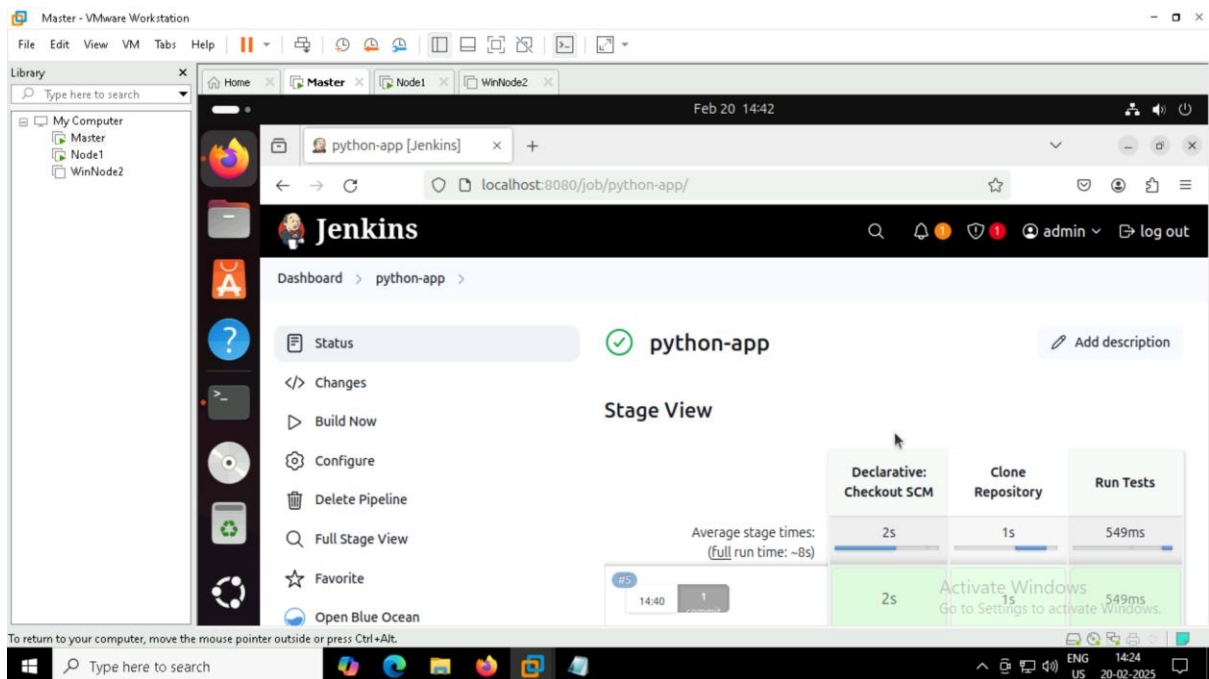 Master - VMware Workstation
File Edit View VM Tabs Help
Library
Type here to search
My Computer
Master
Node1
WinNode2
Home
Master
Node1
WinNode2
Feb 20 14:42
python-app [Jenkins]
localhost:8080/job/python-app/
Jenkins
1
1
admin
log out
Dashboard > python-app >
Status
Changes
Build Now
Configure
Delete Pipeline
Full Stage View
Favorite
Open Blue Ocean
python-app
Add description
Stage View
Declarative: Checkout SCM
Clone Repository
Run Tests
Average stage times:
(full run time: ~8s)
2s
1s
549ms
#5
14:40
1
commit
2s
1s
549ms
Activate Windows
Go to Settings to activate Windows.
To return to your computer, move the mouse pointer outside or press Ctrl+Alt.
Type here to search
ENG
US
14:24
20-02-2025